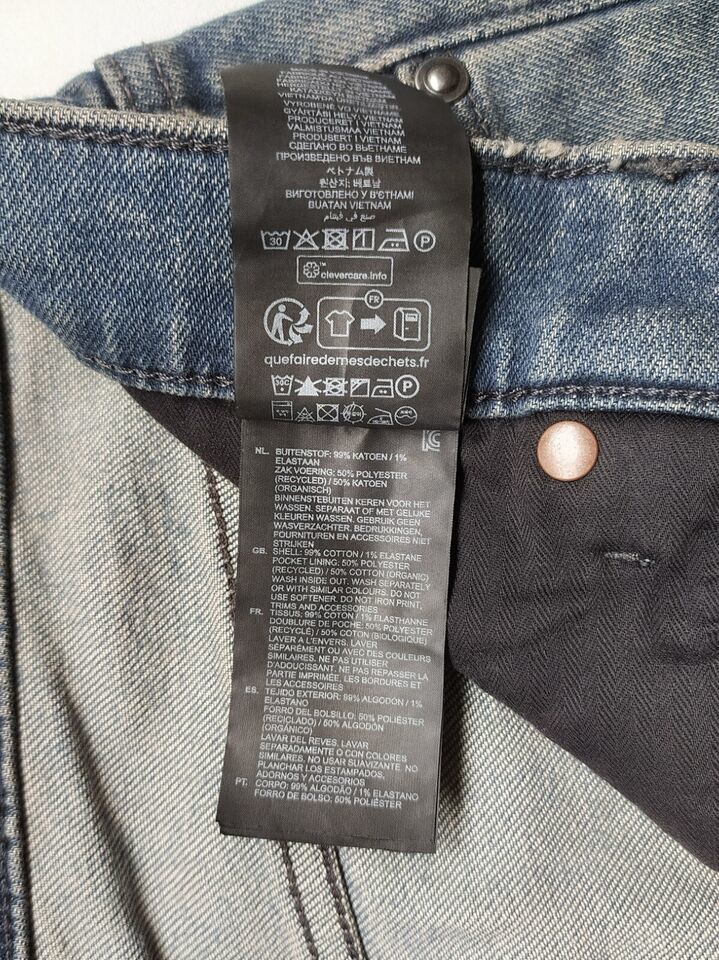 VIETNAM DA ÜRETİLMİŞTİR
VYROBENÉ VO VIETNAME
PRODUCERET I VIETNAM
VALMISTUSMAA VIETNAM
PRODUSERT I VIETNAM
СДЕЛАНО ВО ВЬЕТНАМЕ
ПРОИЗВЕДЕНО ВЪВ ВИЕТНАМ
ベトナム製
원산지: 베트남
ВИГОТОВЛЕНО У В'ЄТНАМІ
BUATAN VIETNAM
صنع في فيتنام
30 P
clevercare.info
FR
quefairedemesdechets.fr
30C P
NL. BUITENSTOF: 99% KATOEN / 1%
ELASTAAN
ZAK VOERING: 50% POLYESTER
(RECYCLED) / 50% KATOEN
(ORGANISCH)
BINNENSTEBUITEN KEREN VOOR HET
WASSEN. SEPARAAT OF MET GELIJKE
KLEUREN WASSEN. GEBRUIK GEEN
WASVERZACHTER. BEDRUKKINGEN,
FOURNITUREN EN ACCESSOIRES NIET
STRIJKEN
GB. SHELL: 99% COTTON / 1% ELASTANE
POCKET LINING: 50% POLYESTER
(RECYCLED) / 50% COTTON (ORGANIC)
WASH INSIDE OUT. WASH SEPARATELY
OR WITH SIMILAR COLOURS. DO NOT
USE SOFTENER. DO NOT IRON PRINT,
TRIMS AND ACCESSORIES
FR. TISSUS: 99% COTON / 1% ELASTHANNE
DOUBLURE DE POCHE: 50% POLYESTER
(RECYCLÉ) / 50% COTON (BIOLOGIQUE)
LAVER A L'ENVERS. LAVER
SÉPARÉMENT OU AVEC DES COULEURS
SIMILAIRES. NE PAS UTILISER
D'ADOUCISSANT. NE PAS REPASSER LA
PARTIE IMPRIMÉE, LES BORDURES ET
LES ACCESSOIRES
ES. TEJIDO EXTERIOR: 99% ALGODÓN / 1%
ELASTANO
FORRO DEL BOLSILLO: 50% POLIÉSTER
(RECICLADO) / 50% ALGODÓN
(ORGÁNICO)
LAVAR DEL REVES. LAVAR
SEPARADAMENTE O CON COLORES
SIMILARES. NO USAR SUAVIZANTE. NO
PLANCHAR LOS ESTAMPADOS,
ADORNOS Y ACCESORIOS
PT. CORPO: 99% ALGODÃO / 1% ELASTANO
FORRO DE BOLSO: 50% POLIÉSTER